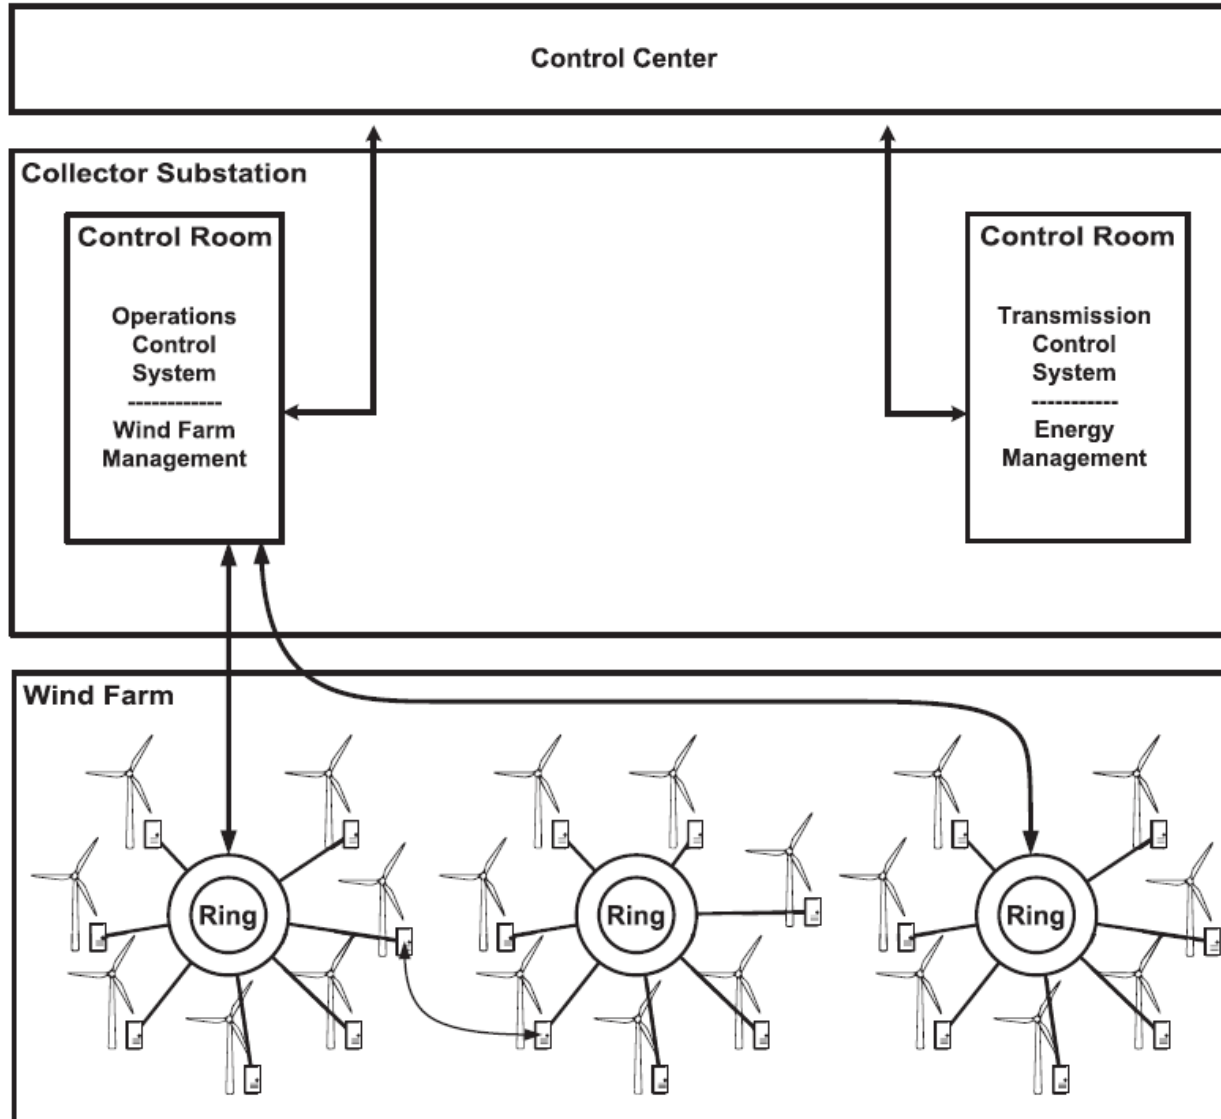 Control Center
Collector Substation
Control Room
Operations
Control
System
------------
Wind Farm
Management
Control Room
Transmission
Control
System
-----------
Energy
Management
Wind Farm
Ring
Ring
Ring